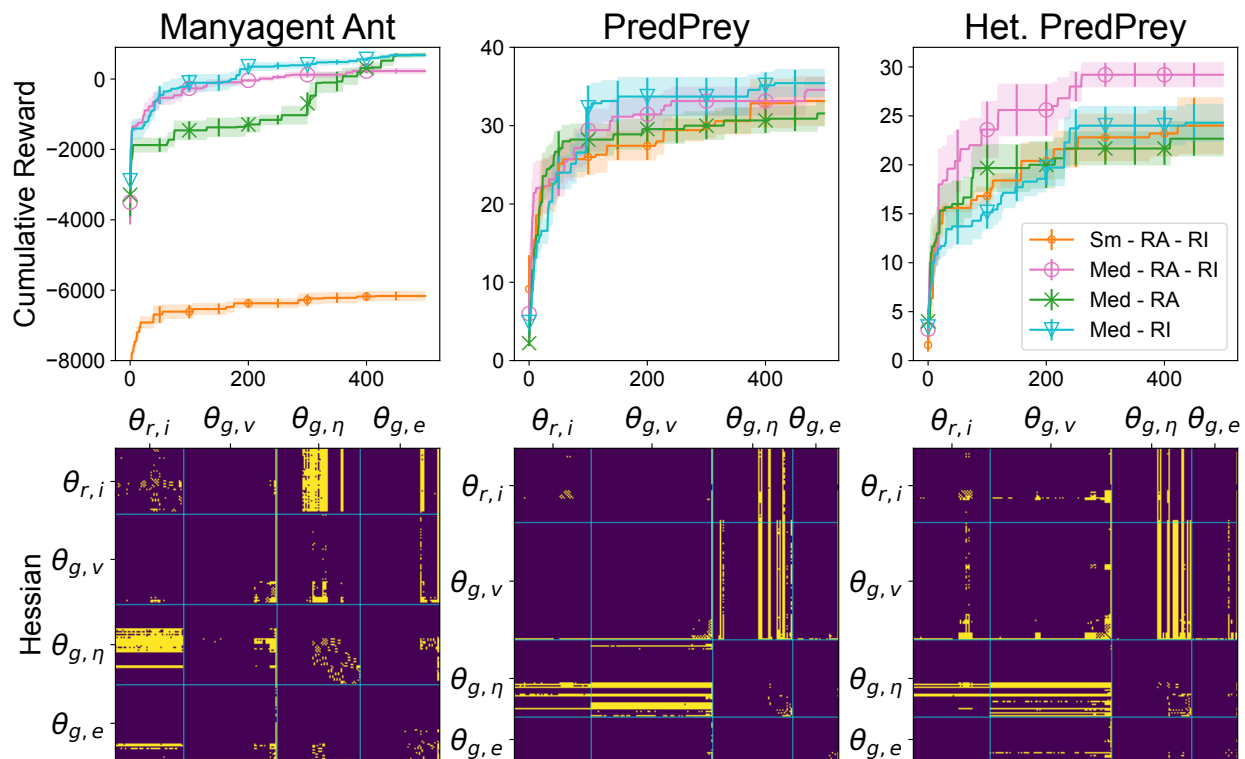 Manyagent Ant
PredPrey
Het. PredPrey
Cumulative Reward
0
−2000
−4000
−6000
−8000
0 200 400
40
30
20
10
0
0 200 400
30
25
20
15
10
5
0
0 200 400
Sm - RA - RI
Med - RA - RI
Med - RA
Med - RI
θr, i θg, v θg, η θg, e
θr, i θg, v θg, η θg, e
θr, i θg, v θg, η θg, e
Hessian
θr, i
θg, v
θg, η
θg, e
θr, i
θg, v
θg, η
θg, e
θr, i
θg, v
θg, η
θg, e